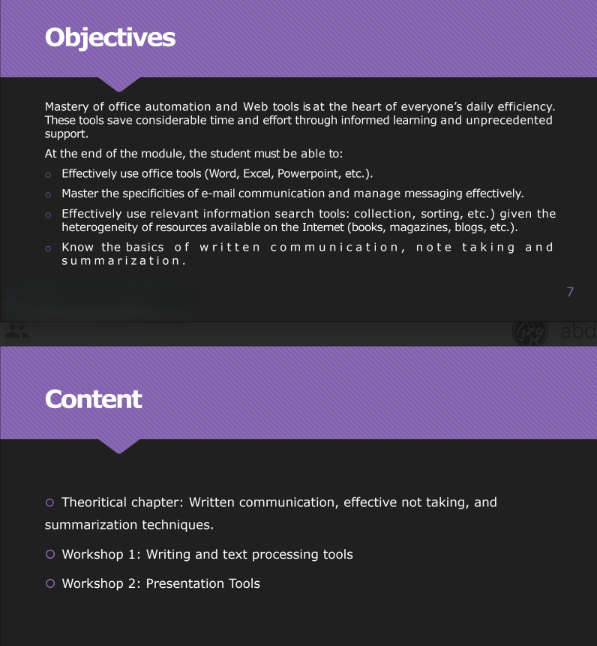 Objectives
Mastery of office automation and Web tools is at the heart of everyone's daily efficiency.
These tools save considerable time and effort through informed learning and unprecedented
support.
At the end of the module, the student must be able to:
○ Effectively use office tools (Word, Excel, Powerpoint, etc.).
○ Master the specificities of e-mail communication and manage messaging effectively.
○ Effectively use relevant information search tools: collection, sorting, etc.) given the
heterogeneity of resources available on the Internet (books, magazines, blogs, etc.).
○ Know the basics of written communication, note taking and
summarization.
7
abd
Content
○ Theoritical chapter: Written communication, effective not taking, and
summarization techniques.
○ Workshop 1: Writing and text processing tools
○ Workshop 2: Presentation Tools